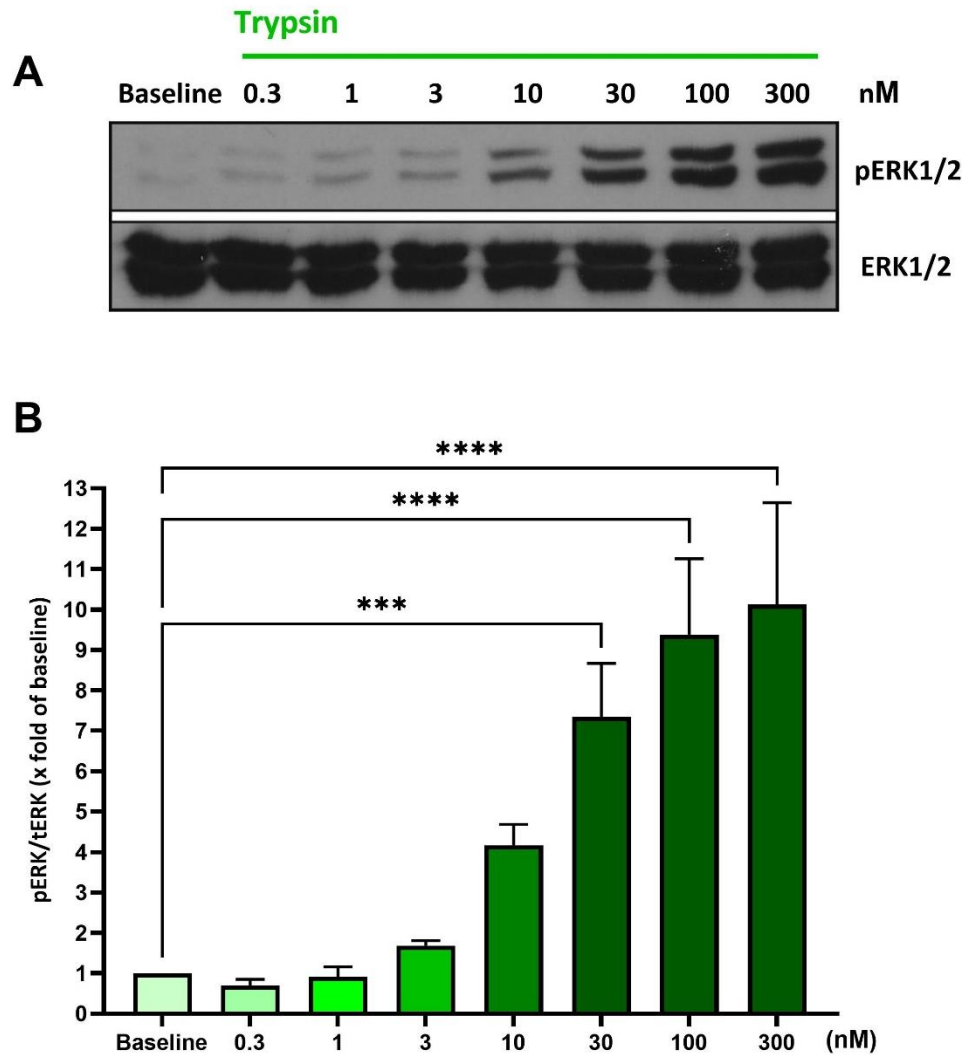 Trypsin
A
Baseline 0.3 1 3 10 30 100 300 nM
pERK1/2
ERK1/2
B
****
****
***
pERK/tERK (x fold of baseline)
13
12
11
10
9
8
7
6
5
4
3
2
1
0
Baseline 0.3 1 3 10 30 100 300 (nM)